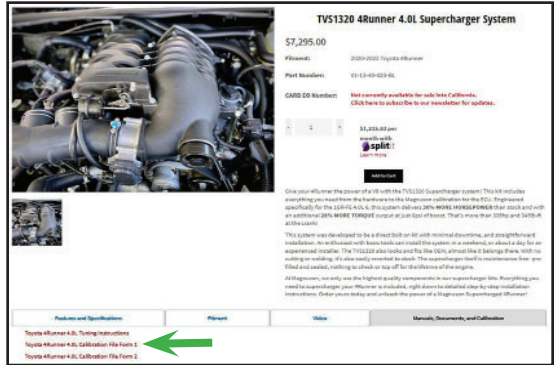 TVS1320 4Runner 4.0L Supercharger System
$7,295.00
Fitment: 2020-2022 Toyota 4Runner
Part Number: 01-13-40-025-BL
CARB EO Number: Not currently available for sale into California.
Click here to subscribe to our newsletter for updates.
per
month with
splitit
Learn more
Add to Cart
Give your 4Runner the power of a V8 with the TVS1320 Supercharger system! This kit includes
everything you need from the hardware to the Magnuson calibration for the ECU. Engineered
specifically for the 1GR-FE 4.0L 6, this system delivers 30% MORE HORSEPOWER than stock and with
an additional 26% MORE TORQUE output at just 6psi of boost. That's more than 335hp and 345lb-ft
at the crank!
This system was developed to be a direct bolt on kit with minimal downtime, and straightforward
installation. An enthusiast with basic tools can install the system in a weekend, or about a day for an
experienced installer. The TVS1320 also looks and fits like OEM, almost like it belongs there. With no
cutting or welding, it's also easily reverted to stock. The supercharger itself is maintenance free- pre-
filled and sealed, nothing to check or top off for the lifetime of the engine.
At Magnuson, we only use the highest quality components in our supercharger kits. Everything you
need to supercharge your 4Runner is included, right down to detailed step-by-step installation
instructions. Order yours today and unleash the power of a Magnuson Supercharged 4Runner!
Features and Specifications Fitment Video Manuals, Documents, and Calibration
Toyota 4Runner 4.0L Tuning Instructions
Toyota 4Runner 4.0L Calibration File Form 1
Toyota 4Runner 4.0L Calibration File Form 2